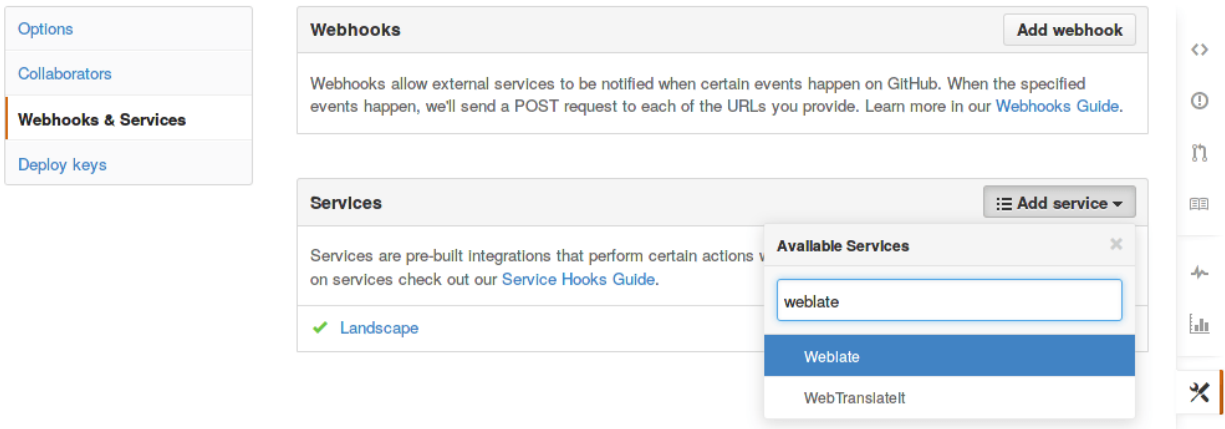 Options
Collaborators
Webhooks & Services
Deploy keys
Webhooks
Add webhook
Webhooks allow external services to be notified when certain events happen on GitHub. When the specified
events happen, we'll send a POST request to each of the URLs you provide. Learn more in our Webhooks Guide.
Services
Add service
Services are pre-built integrations that perform certain actions
on services check out our Service Hooks Guide.
Landscape
Available Services
weblate
Weblate
WebTranslateIt